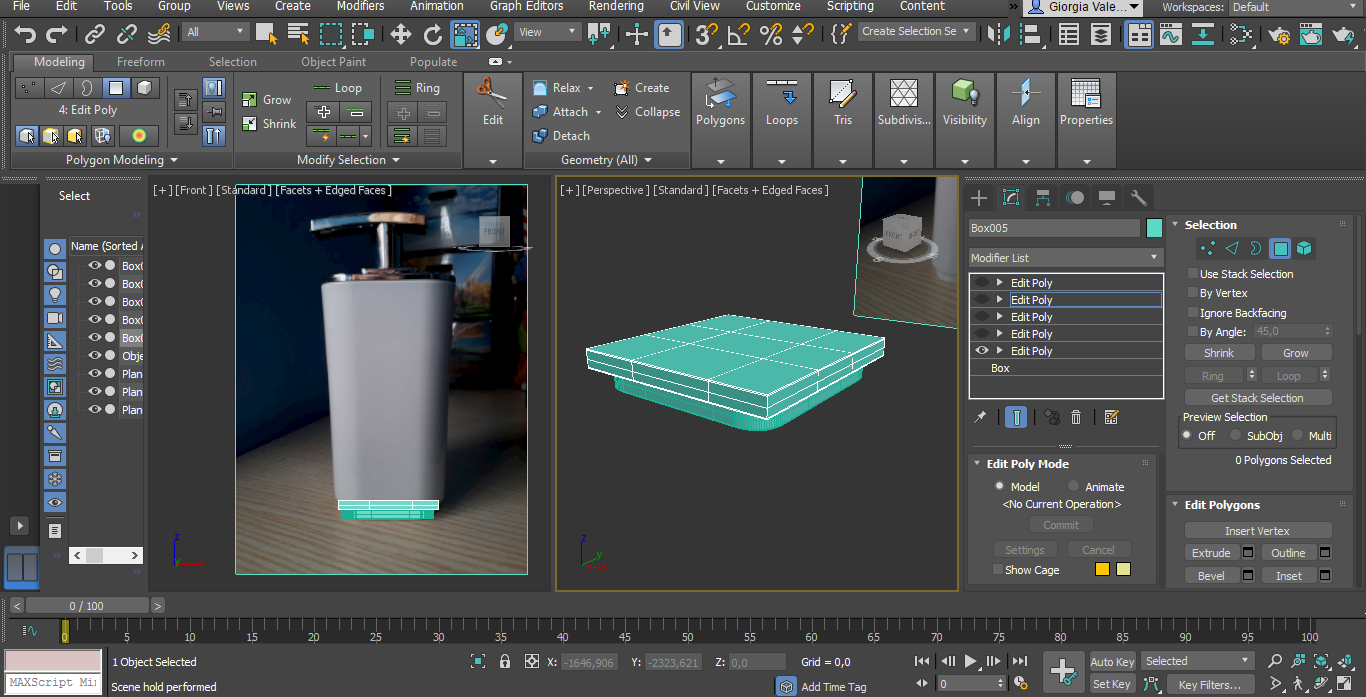 File Edit Tools Group Views Create Modifiers Animation Graph Editors Rendering Civil View Customize Scripting Content » Giorgia Vale... Workspaces: Default
All View Create Selection Se
Modeling Freeform Selection Object Paint Populate
4: Edit Poly
Grow
Shrink
Loop
Ring
Edit
Relax
Create
Attach
Collapse
Detach
Polygons
Loops
Tris
Subdivis...
Visibility
Align
Properties
Polygon Modeling
Modify Selection
Geometry (All)
Select
Name (Sorted A
Box0
Box0
Box0
Box0
Box0
Obje
Plan
Plan
Plan
[+] [Front ] [Standard ] [Facets + Edged Faces ]
FRONT
z
x
y
[+] [Perspective ] [Standard ] [Facets + Edged Faces ]
FRONT
z
y
x
Box005
Modifier List
Edit Poly
Edit Poly
Edit Poly
Edit Poly
Edit Poly
Box
Edit Poly Mode
Model Animate
<No Current Operation>
Commit
Settings Cancel
Show Cage
Selection
Use Stack Selection
By Vertex
Ignore Backfacing
By Angle: 45,0
Shrink Grow
Ring Loop
Get Stack Selection
Preview Selection
Off SubObj Multi
0 Polygons Selected
Edit Polygons
Insert Vertex
Extrude Outline
Bevel Inset
< 0 / 100 >
0 5 10 15 20 25 30 35 40 45 50 55 60 65 70 75 80 85 90 95 100
1 Object Selected
X: -1646,906 Y: -2323,621 Z: 0,0 Grid = 0,0
Auto Key Selected
MAXScript Mi
Scene hold performed
Add Time Tag
0
Set Key Key Filters...